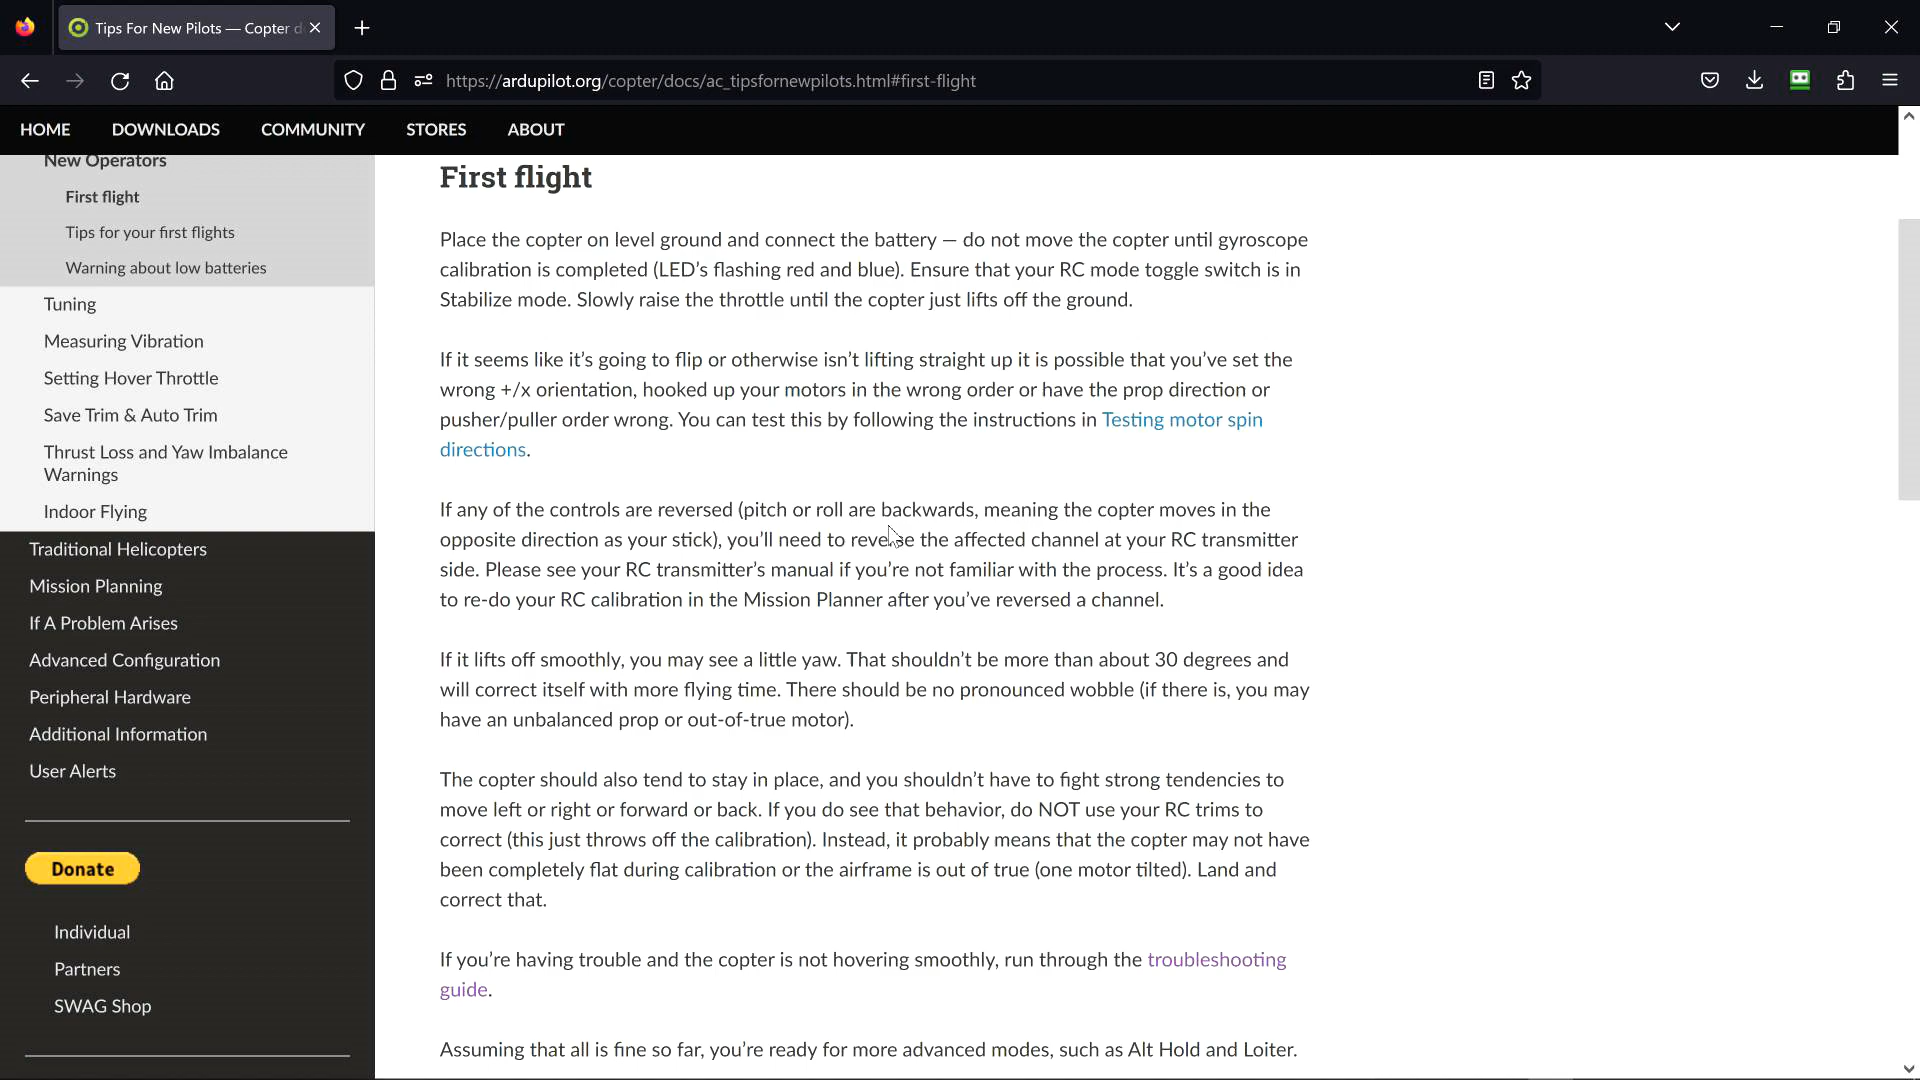 Tips For New Pilots — Copter d
https://ardupilot.org/copter/docs/ac_tipsfornewpilots.html#first-flight
HOME DOWNLOADS COMMUNITY STORES ABOUT
New Operators
First flight
Tips for your first flights
Warning about low batteries
Tuning
Measuring Vibration
Setting Hover Throttle
Save Trim & Auto Trim
Thrust Loss and Yaw Imbalance
Warnings
Indoor Flying
Traditional Helicopters
Mission Planning
If A Problem Arises
Advanced Configuration
Peripheral Hardware
Additional Information
User Alerts
Donate
Individual
Partners
SWAG Shop
First flight
Place the copter on level ground and connect the battery — do not move the copter until gyroscope
calibration is completed (LED's flashing red and blue). Ensure that your RC mode toggle switch is in
Stabilize mode. Slowly raise the throttle until the copter just lifts off the ground.
If it seems like it's going to flip or otherwise isn't lifting straight up it is possible that you've set the
wrong +/x orientation, hooked up your motors in the wrong order or have the prop direction or
pusher/puller order wrong. You can test this by following the instructions in Testing motor spin
directions.
If any of the controls are reversed (pitch or roll are backwards, meaning the copter moves in the
opposite direction as your stick), you'll need to reverse the affected channel at your RC transmitter
side. Please see your RC transmitter's manual if you're not familiar with the process. It's a good idea
to re-do your RC calibration in the Mission Planner after you've reversed a channel.
If it lifts off smoothly, you may see a little yaw. That shouldn't be more than about 30 degrees and
will correct itself with more flying time. There should be no pronounced wobble (if there is, you may
have an unbalanced prop or out-of-true motor).
The copter should also tend to stay in place, and you shouldn't have to fight strong tendencies to
move left or right or forward or back. If you do see that behavior, do NOT use your RC trims to
correct (this just throws off the calibration). Instead, it probably means that the copter may not have
been completely flat during calibration or the airframe is out of true (one motor tilted). Land and
correct that.
If you're having trouble and the copter is not hovering smoothly, run through the troubleshooting
guide.
Assuming that all is fine so far, you're ready for more advanced modes, such as Alt Hold and Loiter.